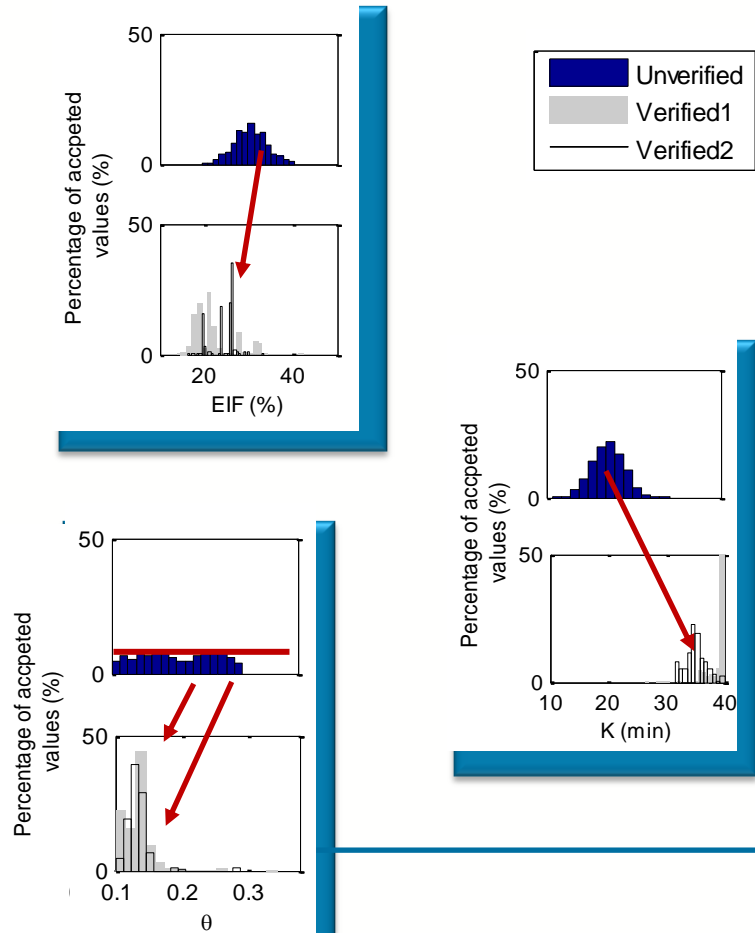 50
0
50
0
20 40
EIF (%)
Percentage of accpeted
values (%)
Unverified
Verified1
Verified2
50
0
50
0
10 20 30 40
K (min)
Percentage of accpeted
values (%)
50
0
50
0
0.1 0.2 0.3
θ
Percentage of accpeted
values (%)